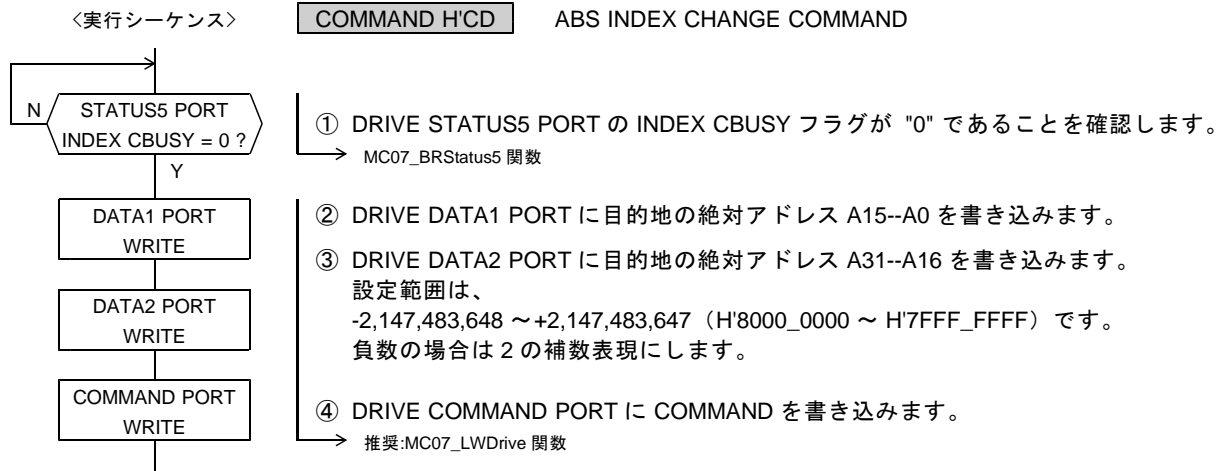 〈実行シーケンス〉 COMMAND H'CD ABS INDEX CHANGE COMMAND
N
STATUS5 PORT
INDEX CBUSY = 0 ?
Y
DATA1 PORT
WRITE
DATA2 PORT
WRITE
COMMAND PORT
WRITE
① DRIVE STATUS5 PORT の INDEX CBUSY フラグが "0" であることを確認します。
MC07_BRStatus5 関数
② DRIVE DATA1 PORT に目的地の絶対アドレス A15--A0 を書き込みます。
③ DRIVE DATA2 PORT に目的地の絶対アドレス A31--A16 を書き込みます。
設定範囲は、
-2,147,483,648 ～+2,147,483,647（H'8000_0000 ～ H'7FFF_FFFF）です。
負数の場合は 2 の補数表現にします。
④ DRIVE COMMAND PORT に COMMAND を書き込みます。
推奨:MC07_LWDrive 関数